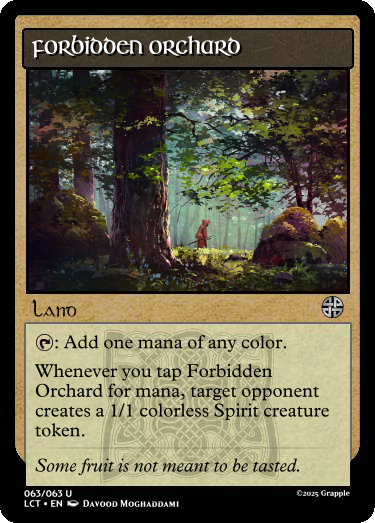 Forbidden Orchard
Land
: Add one mana of any color.
Whenever you tap Forbidden
Orchard for mana, target opponent
creates a 1/1 colorless Spirit creature
token.
Some fruit is not meant to be tasted.
063/063 U
LCT • EN Davood Moghaddami
©2025 Grapple